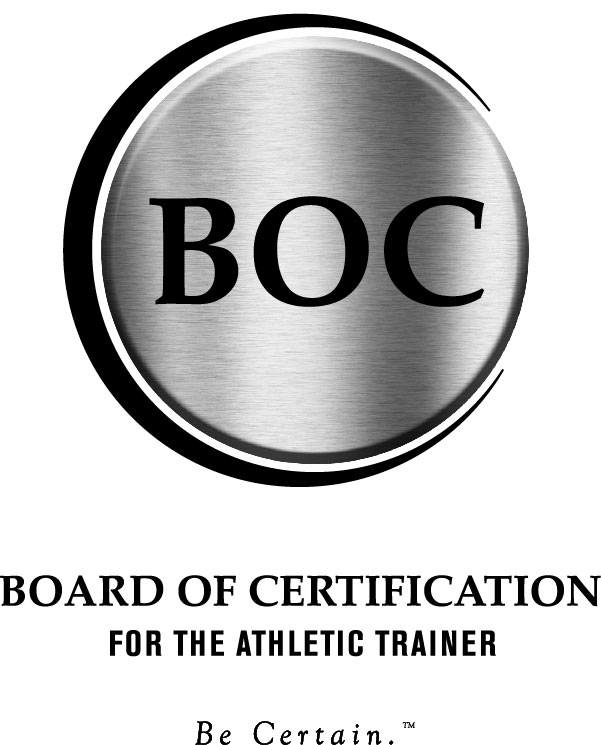 BOC
BOARD OF CERTIFICATION
FOR THE ATHLETIC TRAINER
Be Certain.™